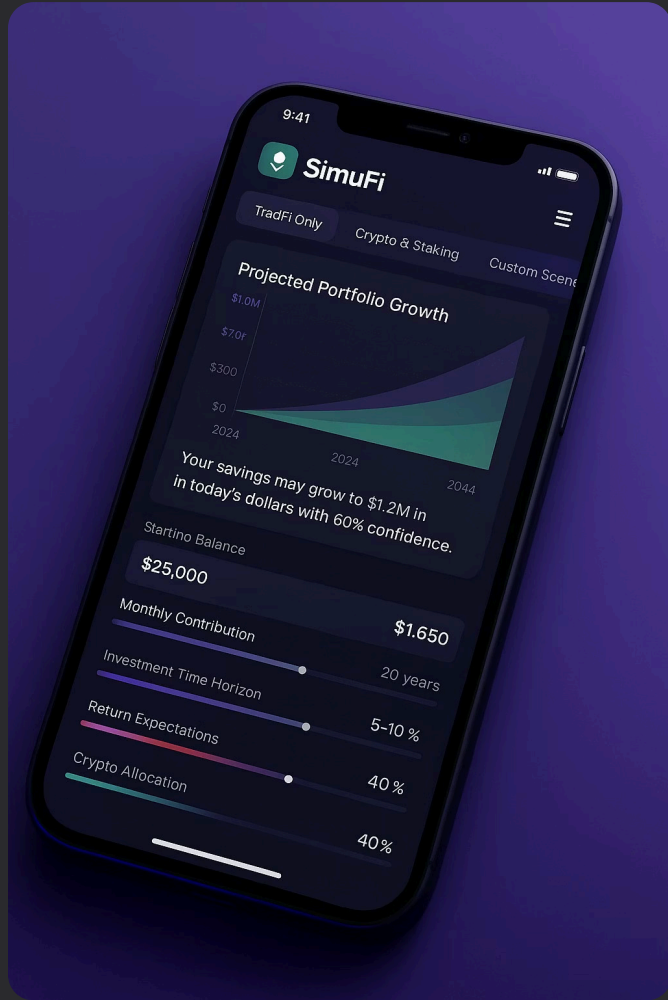 9:41
SimuFi
TradFi Only
Crypto & Staking
Custom Scene
Projected Portfolio Growth
$1.0M
$7.0F
$300
$0
2024
2024
2044
Your savings may grow to $1.2M in
in today's dollars with 60% confidence.
Startino Balance
$25,000
$1.650
Monthly Contribution
20 years
Investment Time Horizon
5-10 %
Return Expectations
40 %
Crypto Allocation
40%